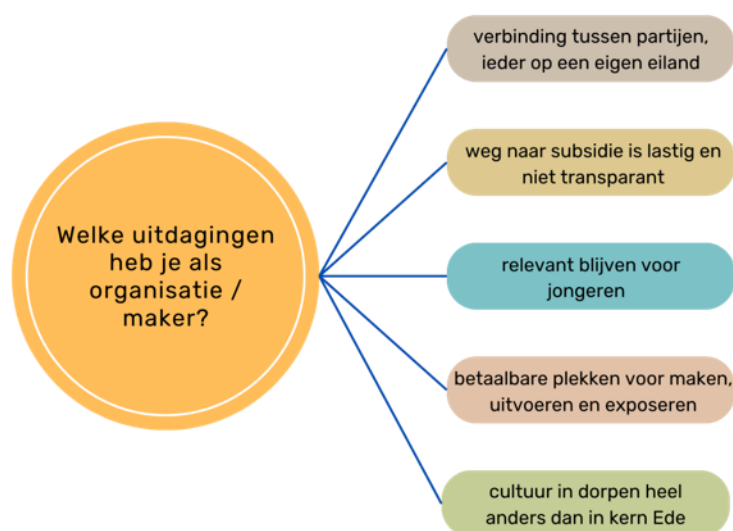 Welke uitdagingen
heb je als
organisatie /
maker?
verbinding tussen partijen,
ieder op een eigen eiland
weg naar subsidie is lastig en
niet transparant
relevant blijven voor
jongeren
betaalbare plekken voor maken,
uitvoeren en exposeren
cultuur in dorpen heel
anders dan in kern Ede